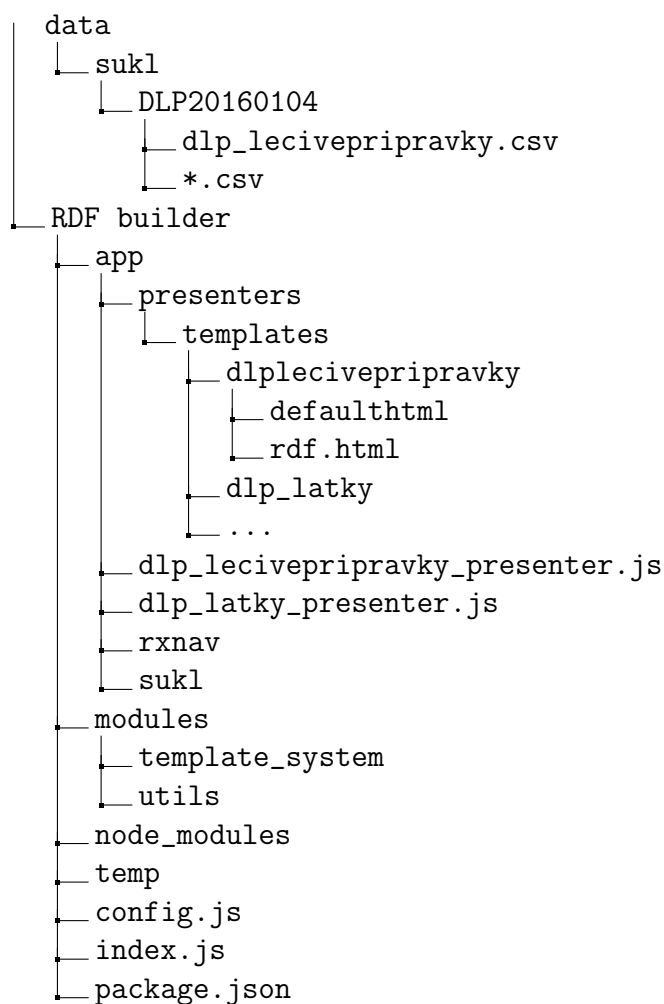 data
sukl
DLP20160104
dlp_lecivepripravky.csv
*.csv
RDF builder
app
presenters
templates
dlplecivepripravky
defaulthtml
rdf.html
dlp_latky
...
dlp_lecivepripravky_presenter.js
dlp_latky_presenter.js
rxnav
sukl
modules
template_system
utils
node_modules
temp
config.js
index.js
package.json